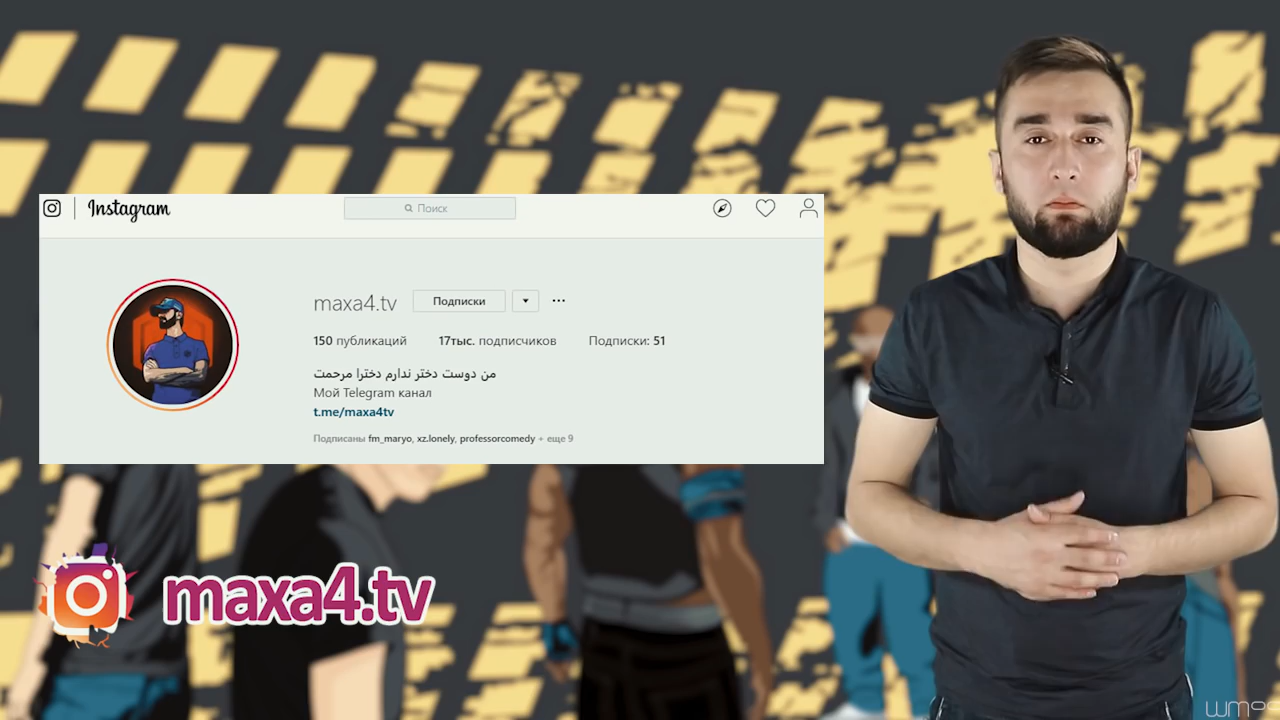 Instagram
Поиск
maxa4.tv Подписки
150 публикаций 17тыс. подписчиков Подписки: 51
من دوست دختر ندارم دخترا مرحمت
Мой Telegram канал
t.me/maxa4tv
Подписаны fm_maryo, xz.lonely, professorcomedy + еще 9
maxa4.tv